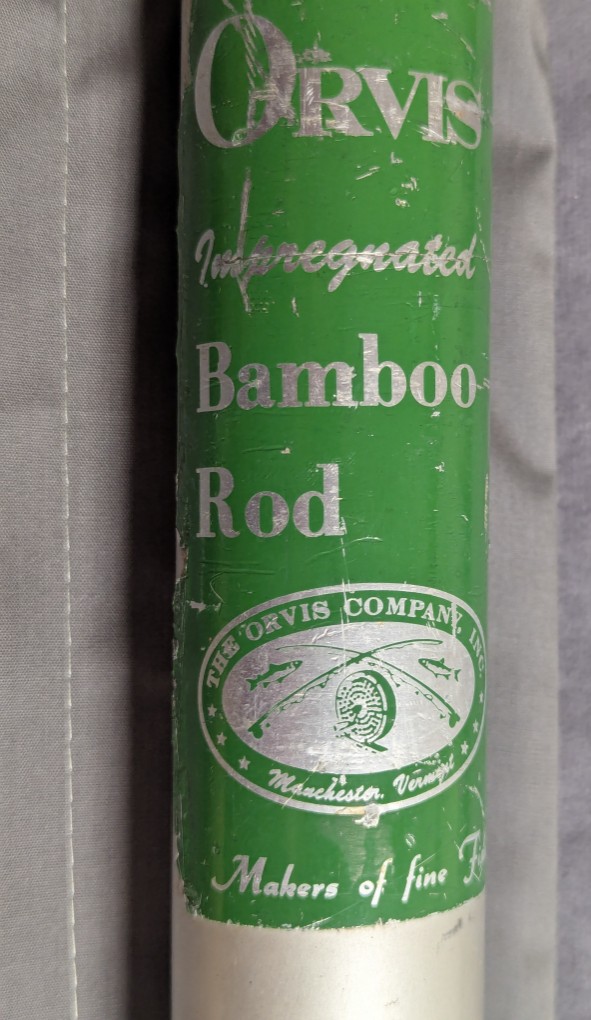 ORVIS
Impregnated
Bamboo
Rod
THE ORVIS COMPANY, INC.
Manchester, Vermont
Makers of fine